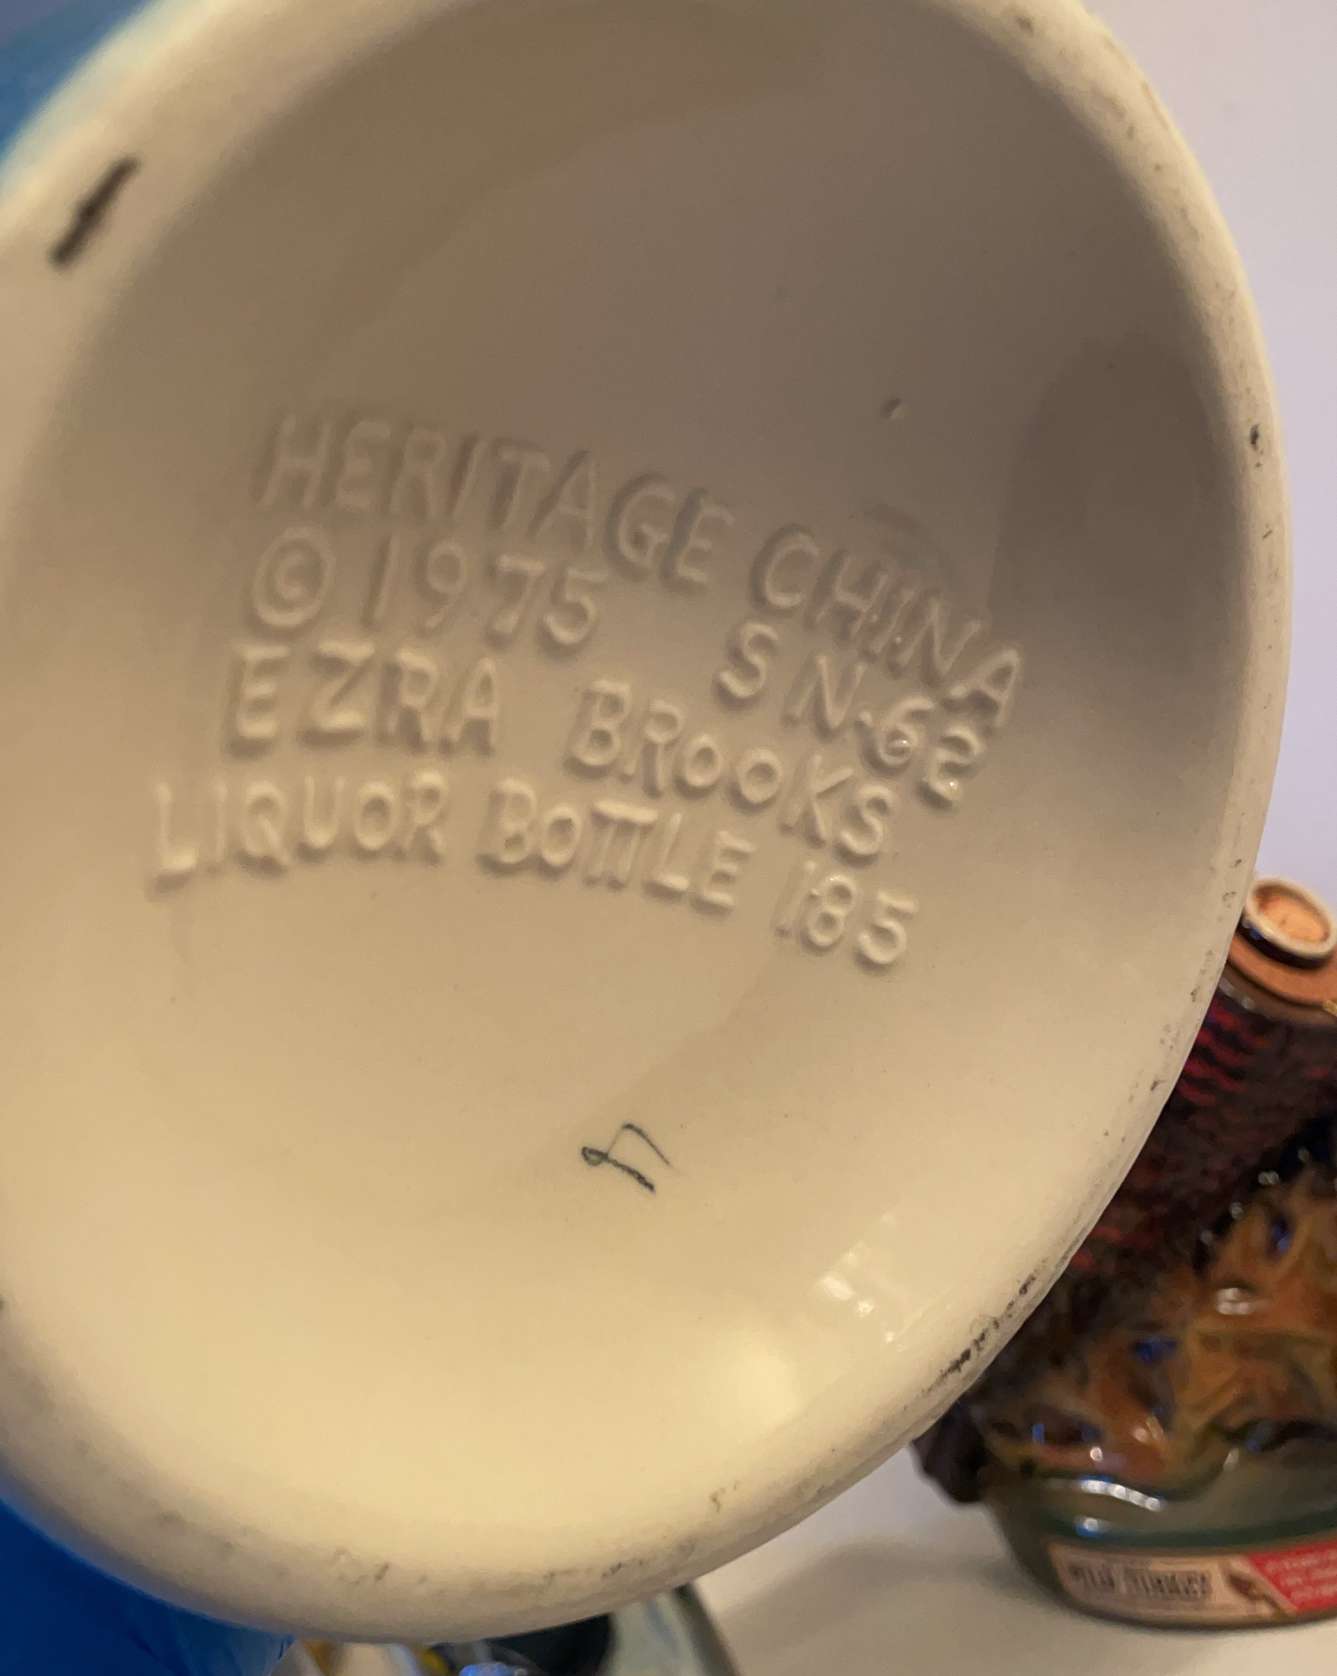 HERITAGE CHINA
© 1975 SN-62
EZRA BROOKS
LIQUOR BOTTLE 185